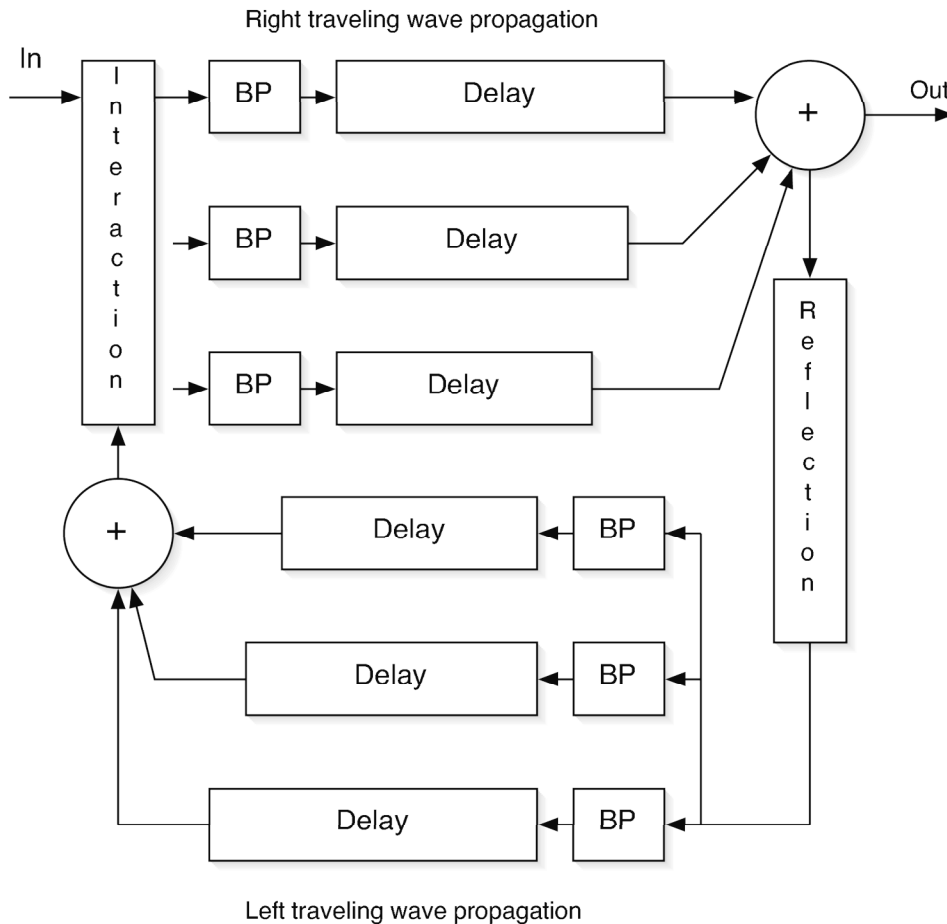 Right traveling wave propagation
In
Interaction
BP
Delay
+
Out
BP
Delay
BP
Delay
Reflection
+
Delay
BP
Delay
BP
Delay
BP
Left traveling wave propagation